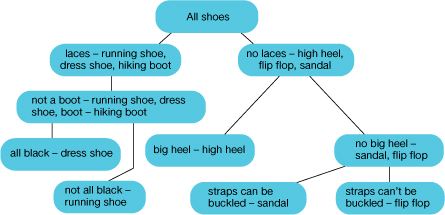 All shoes
laces – running shoe,
dress shoe, hiking boot
no laces – high heel,
flip flop, sandal
not a boot – running shoe, dress
shoe, boot – hiking boot
all black – dress shoe
big heel – high heel
no big heel –
sandal, flip flop
not all black –
running shoe
straps can be
buckled – sandal
straps can't be
buckled – flip flop